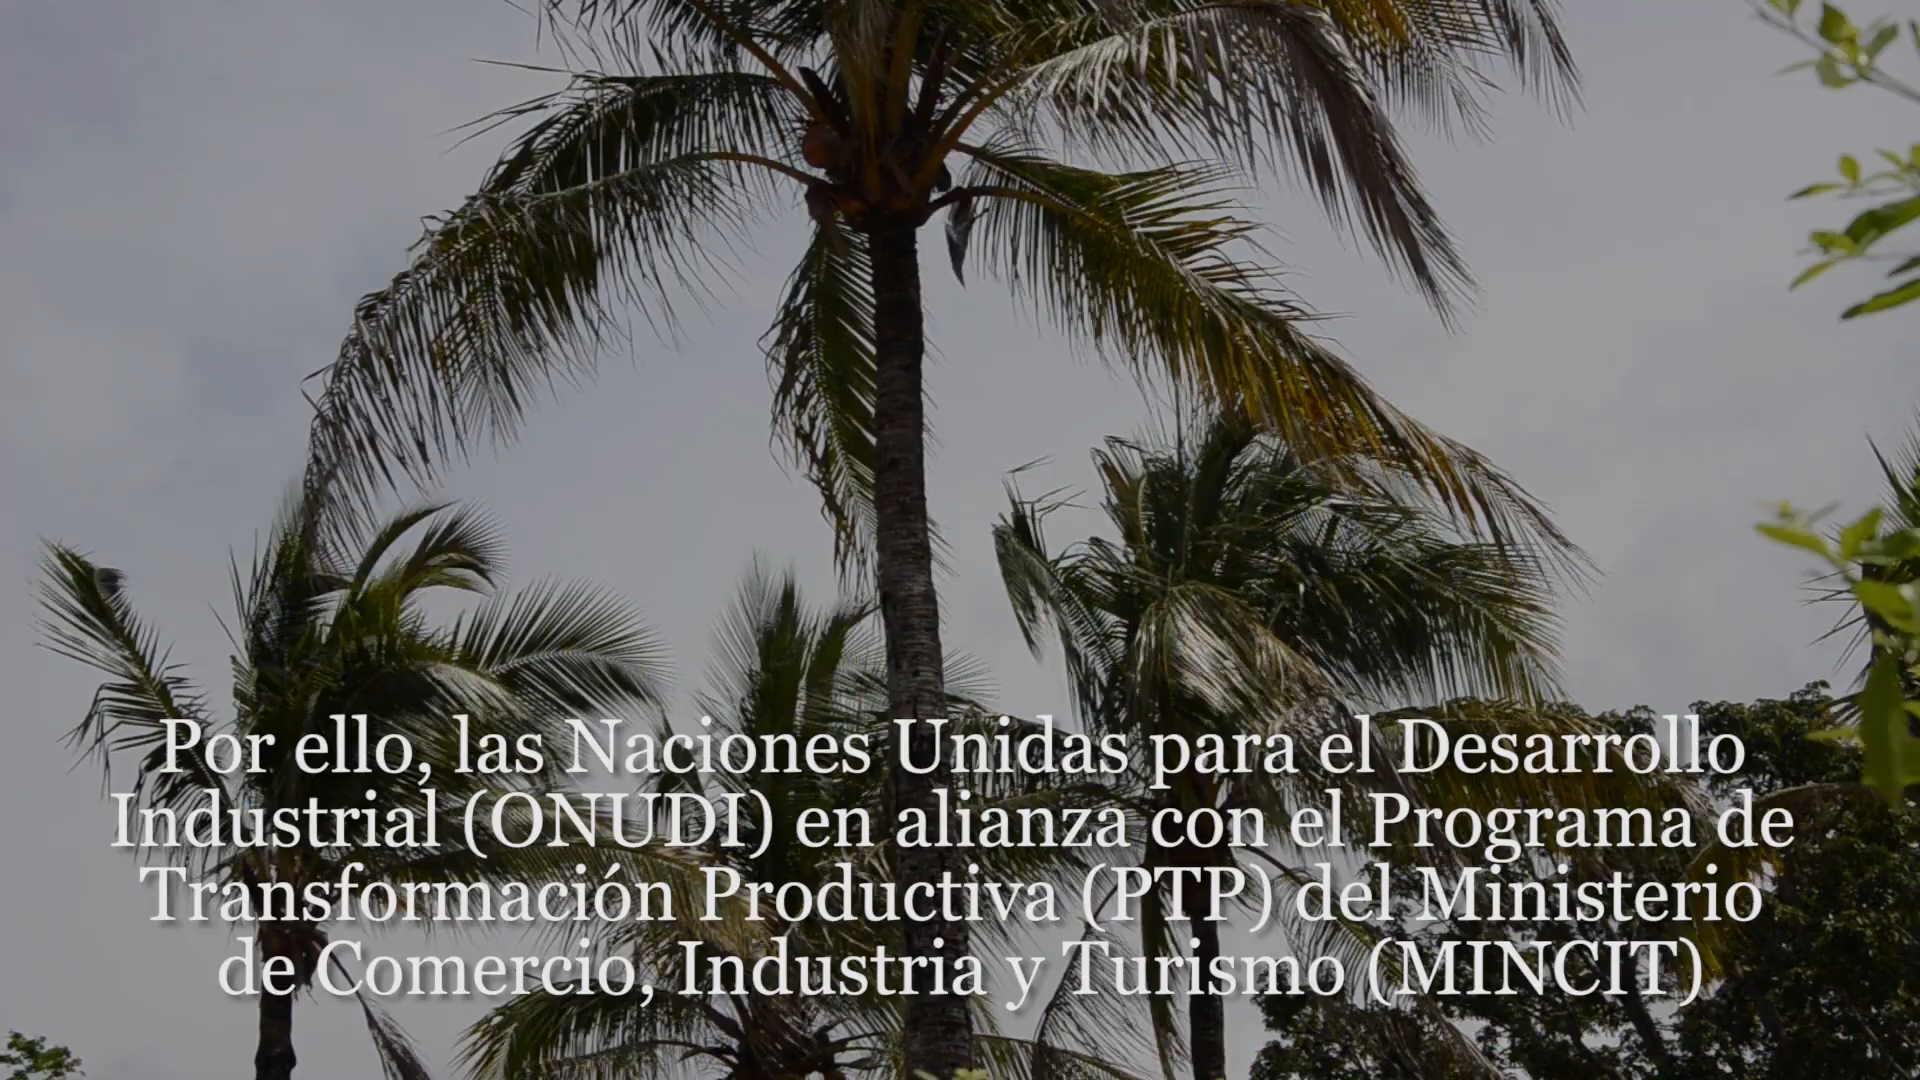 Por ello, las Naciones Unidas para el Desarrollo
Industrial (ONUDI) en alianza con el Programa de
Transformación Productiva (PTP) del Ministerio
de Comercio, Industria y Turismo (MINCIT)